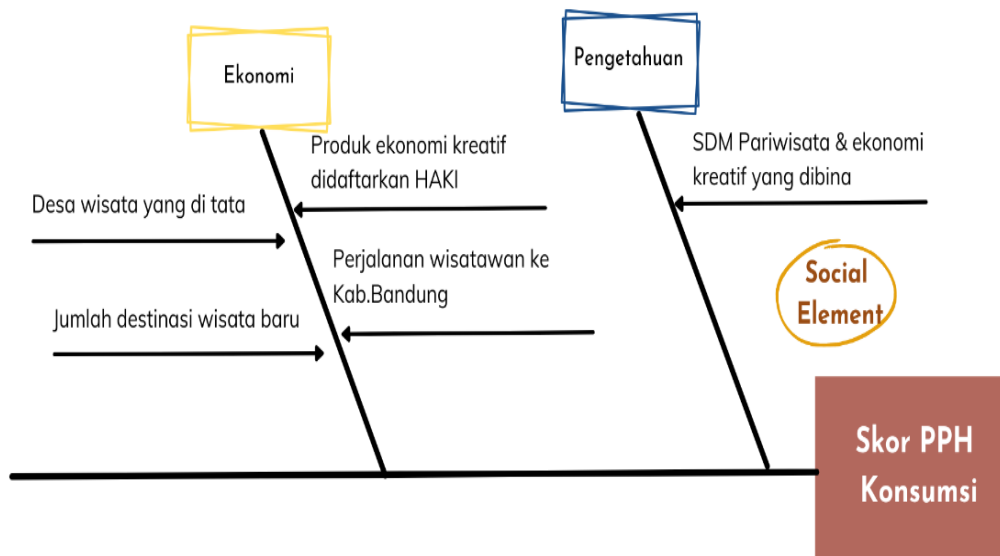 Ekonomi
Pengetahuan
Produk ekonomi kreatif
didaftarkan HAKI
SDM Pariwisata & ekonomi
kreatif yang dibina
Desa wisata yang di tata
Perjalanan wisatawan ke
Kab.Bandung
Jumlah destinasi wisata baru
Social
Element
Skor PPH
Konsumsi